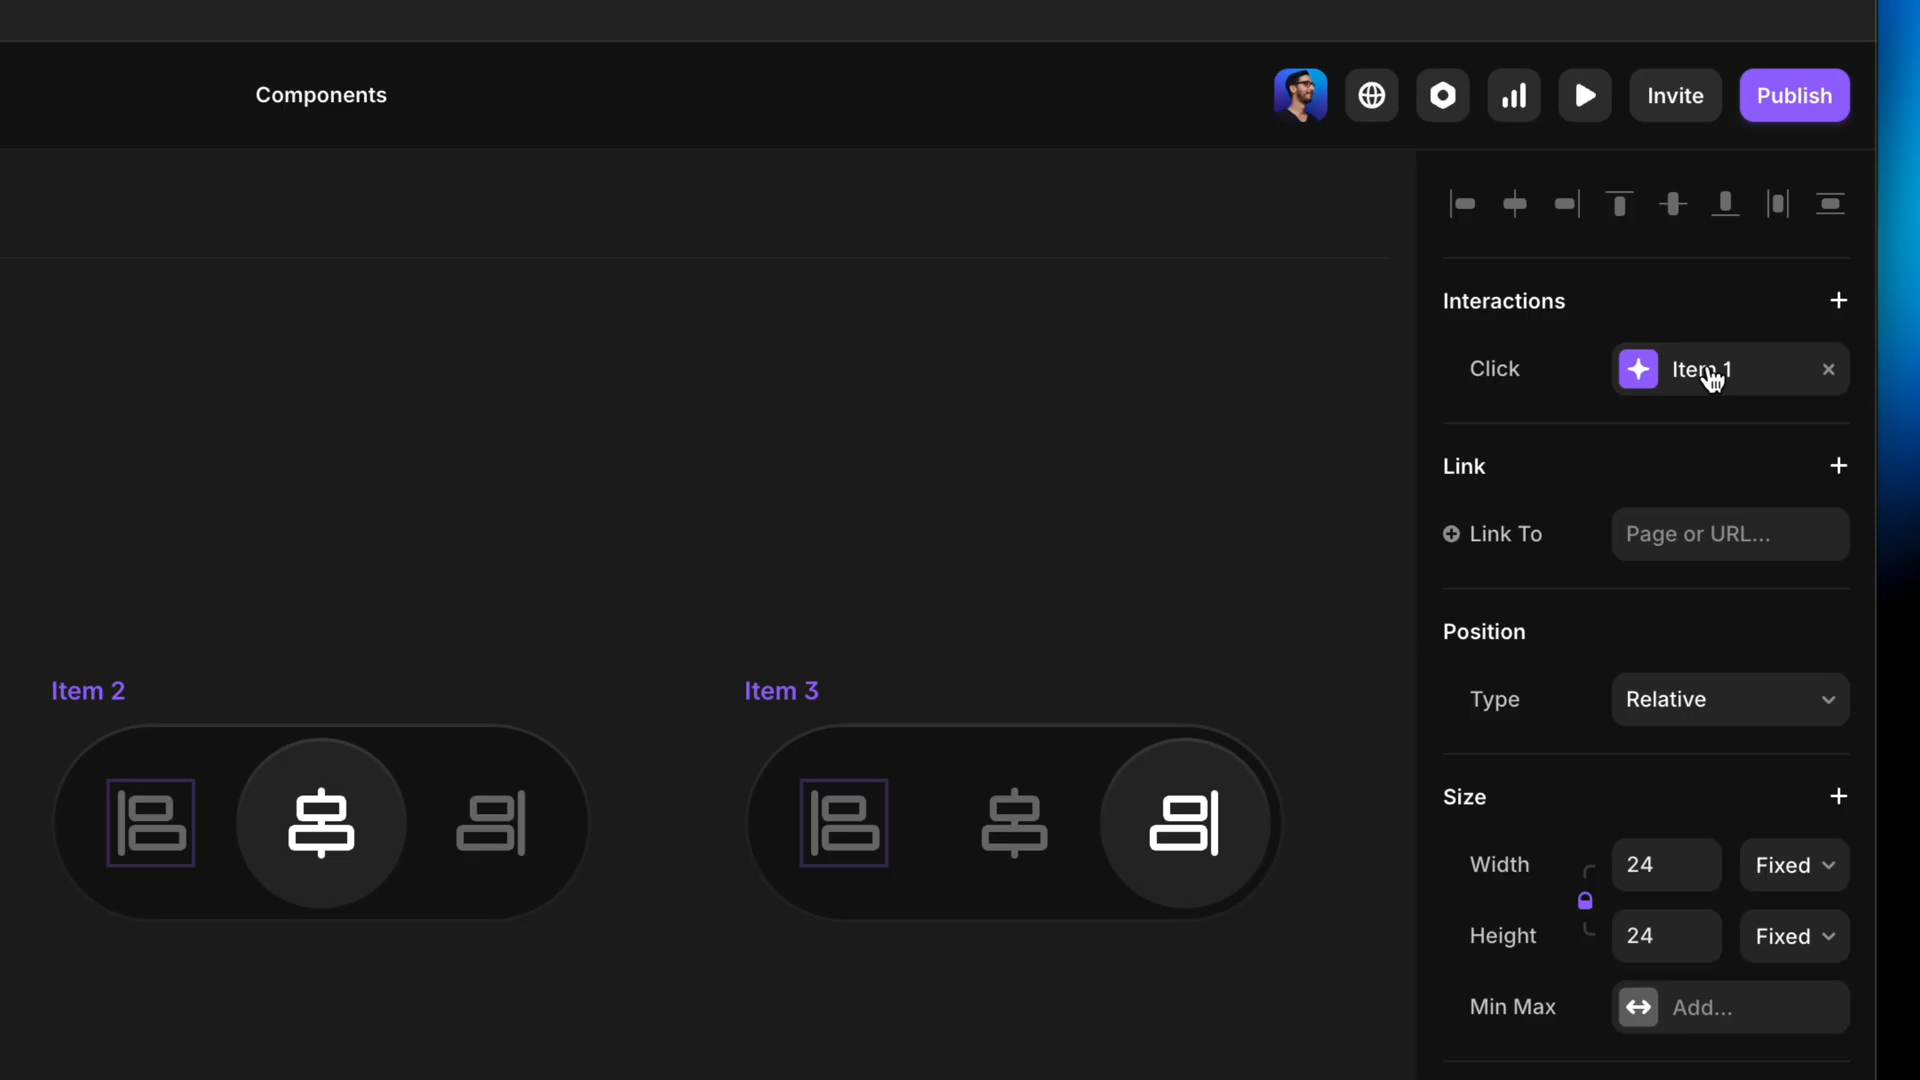 Components
Invite
Publish
Interactions
Click
Item 1
Link
Link To
Page or URL...
Position
Type
Relative
Size
Width
24
Fixed
Height
24
Fixed
Min Max
Add...
Item 2
Item 3